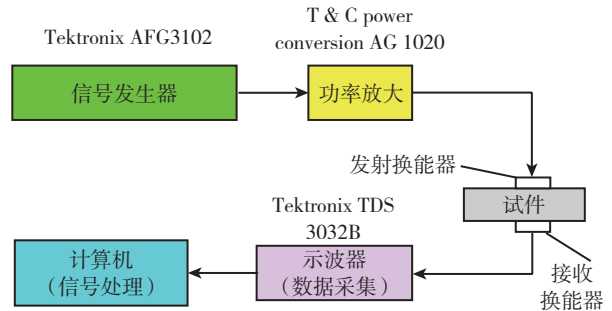 Tektronix AFG3102
T & C power
conversion AG 1020
信号发生器
功率放大
发射换能器
试件
Tektronix TDS
3032B
计算机
（信号处理）
示波器
（数据采集）
接收
换能器